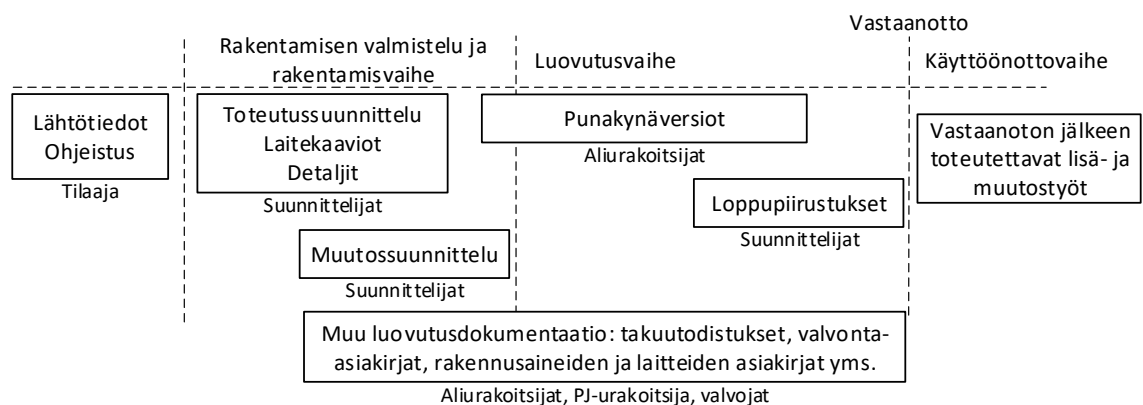 Vastaanotto
Rakentamisen valmistelu ja
rakentamisvaihe
Luovutusvaihe
Käyttöönottovaihe
Lähtötiedot
Ohjeistus
Tilaaja
Toteutussuunnittelu
Laitekaaviot
Detaljit
Suunnittelijat
Punakynäversiot
Aliurakoitsijat
Vastaanoton jälkeen
toteutettavat lisä- ja
muutostyöt
Loppupiirustukset
Suunnittelijat
Muutossuunnittelu
Suunnittelijat
Muu luovutusdokumentaatio: takuutodistukset, valvonta-
asiakirjat, rakennusaineiden ja laitteiden asiakirjat yms.
Aliurakoitsijat, PJ-urakoitsija, valvojat